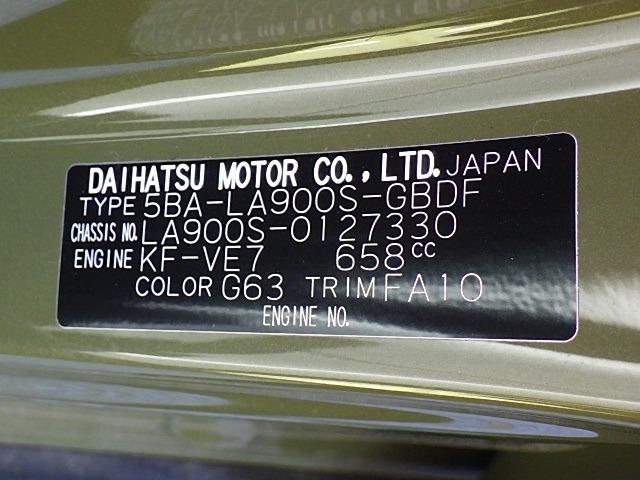 DAIHATSU MOTOR CO., LTD. JAPAN
TYPE 5BA-LA900S-GBDF
CHASSIS NO. LA900S-0127330
ENGINE KF-VE7 658cc
COLOR G63 TRIM FA10
ENGINE NO.